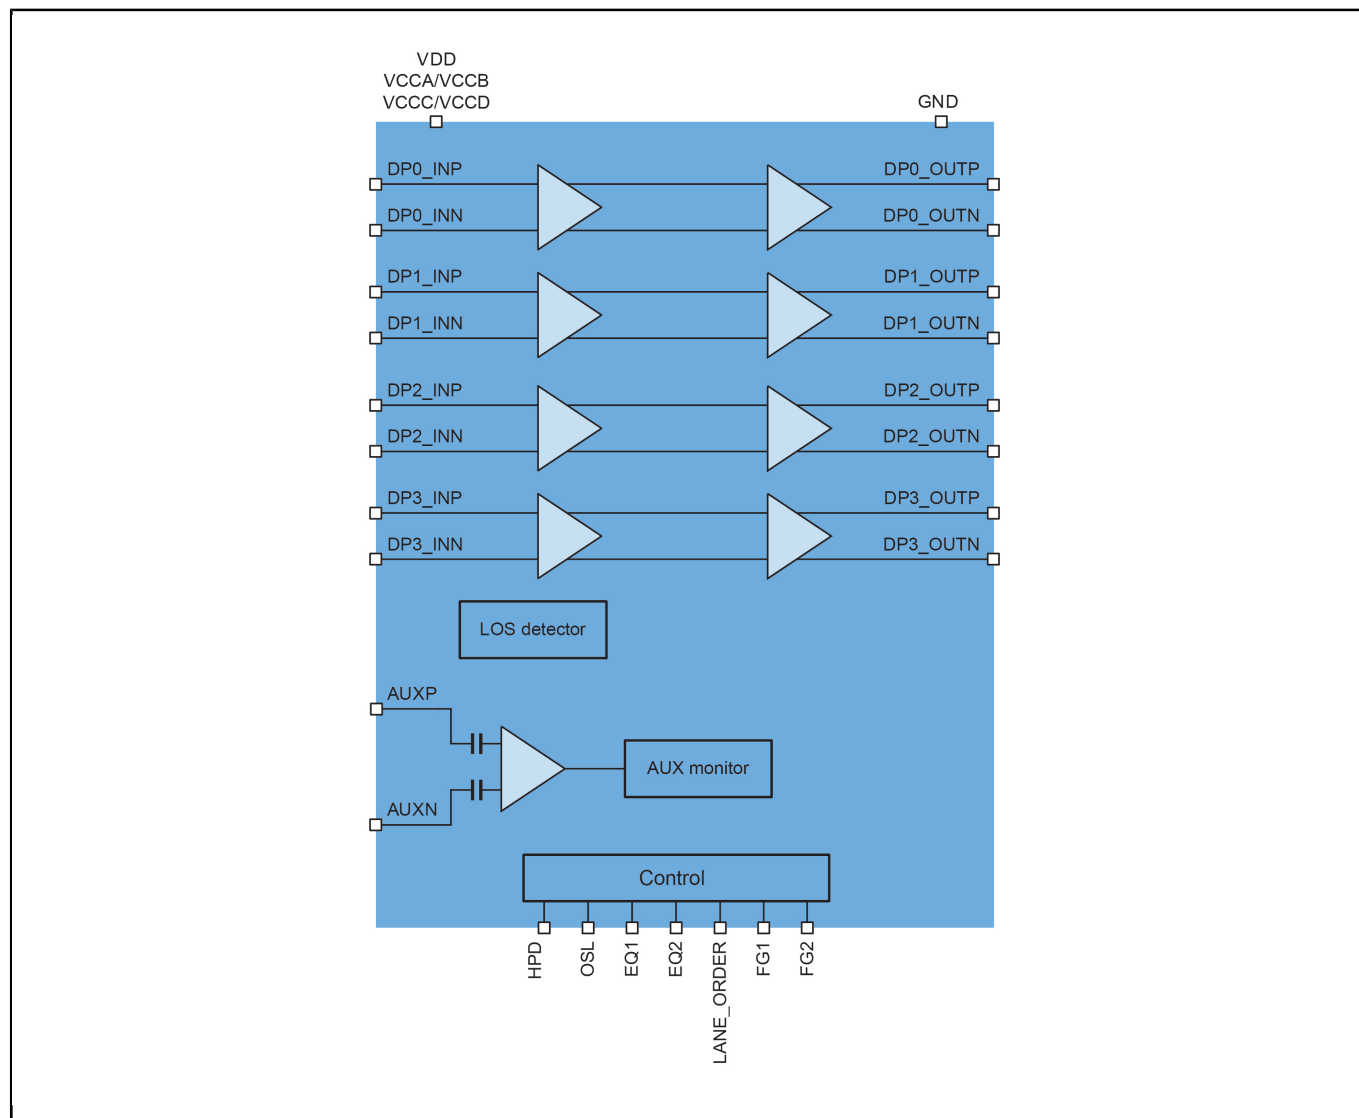 VDD
VCCA/VCCB
VCCC/VCCD
GND
DP0_INP
DP0_OUTP
DP0_INN
DP0_OUTN
DP1_INP
DP1_OUTP
DP1_INN
DP1_OUTN
DP2_INP
DP2_OUTP
DP2_INN
DP2_OUTN
DP3_INP
DP3_OUTP
DP3_INN
DP3_OUTN
LOS detector
AUXP
AUX monitor
AUXN
Control
HPD
OSL
EQ1
EQ2
LANE_ORDER
FG1
FG2